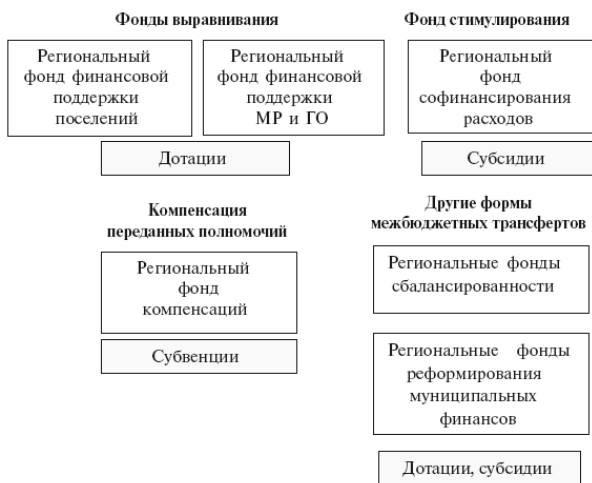 Фонды выравнивания
Региональный
фонд финансовой
поддержки
поселений
Региональный
фонд финансовой
поддержки
МР и ГО
Дотации
Фонд стимулирования
Региональный
фонд
софинансирования
расходов
Субсидии
Компенсация
переданных полномочий
Региональный
фонд
компенсаций
Субвенции
Другие формы
межбюджетных трансфертов
Региональные фонды
сбалансированности
Региональные фонды
реформирования
муниципальных
финансов
Дотации, субсидии